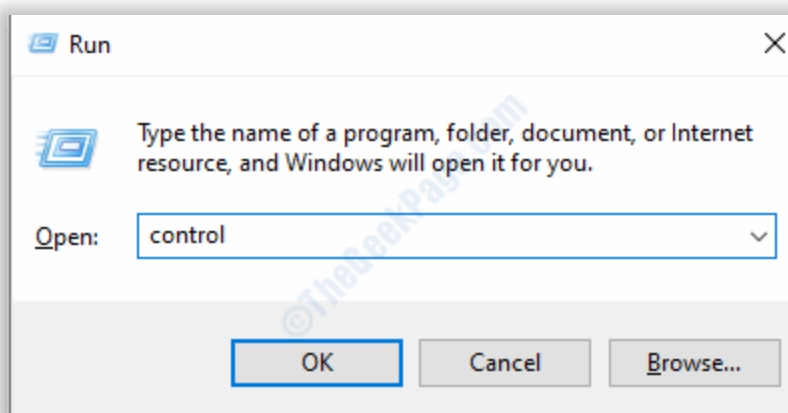 Run
Type the name of a program, folder, document, or Internet
resource, and Windows will open it for you.
Open: control
©TheGeekPage.com
OK Cancel Browse...